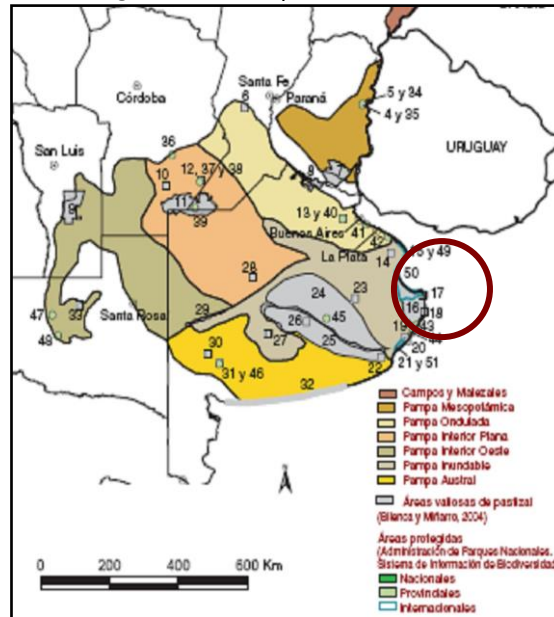 Santa Fe
Córdoba
6
Paraná
5 y 34
4 y 35
San Luis
36
URUGUAY
10
12, 37 y 38
8
7
9
11
39
13 y 40
Buenos Aires
41
42
La Plata
14
15 y 49
50
28
24
23
17
16
18
47
33
Santa Rosa
29
26
45
19
43
44
48
27
25
20
30
22
21 y 51
31 y 46
32
Campos y Malezales
Pampa Mesopotámica
Pampa Ondulada
Pampa Interior Plana
Pampa Interior Oeste
Pampa Inundable
Pampa Austral
Áreas valiosas de pastizal
(Bilenca y Miñarro, 2004)
Áreas protegidas
(Administración de Parques Nacionales.
Sistema de Información de Biodiversidad
Nacionales
Provinciales
Internacionales
0 200 400 600 Km